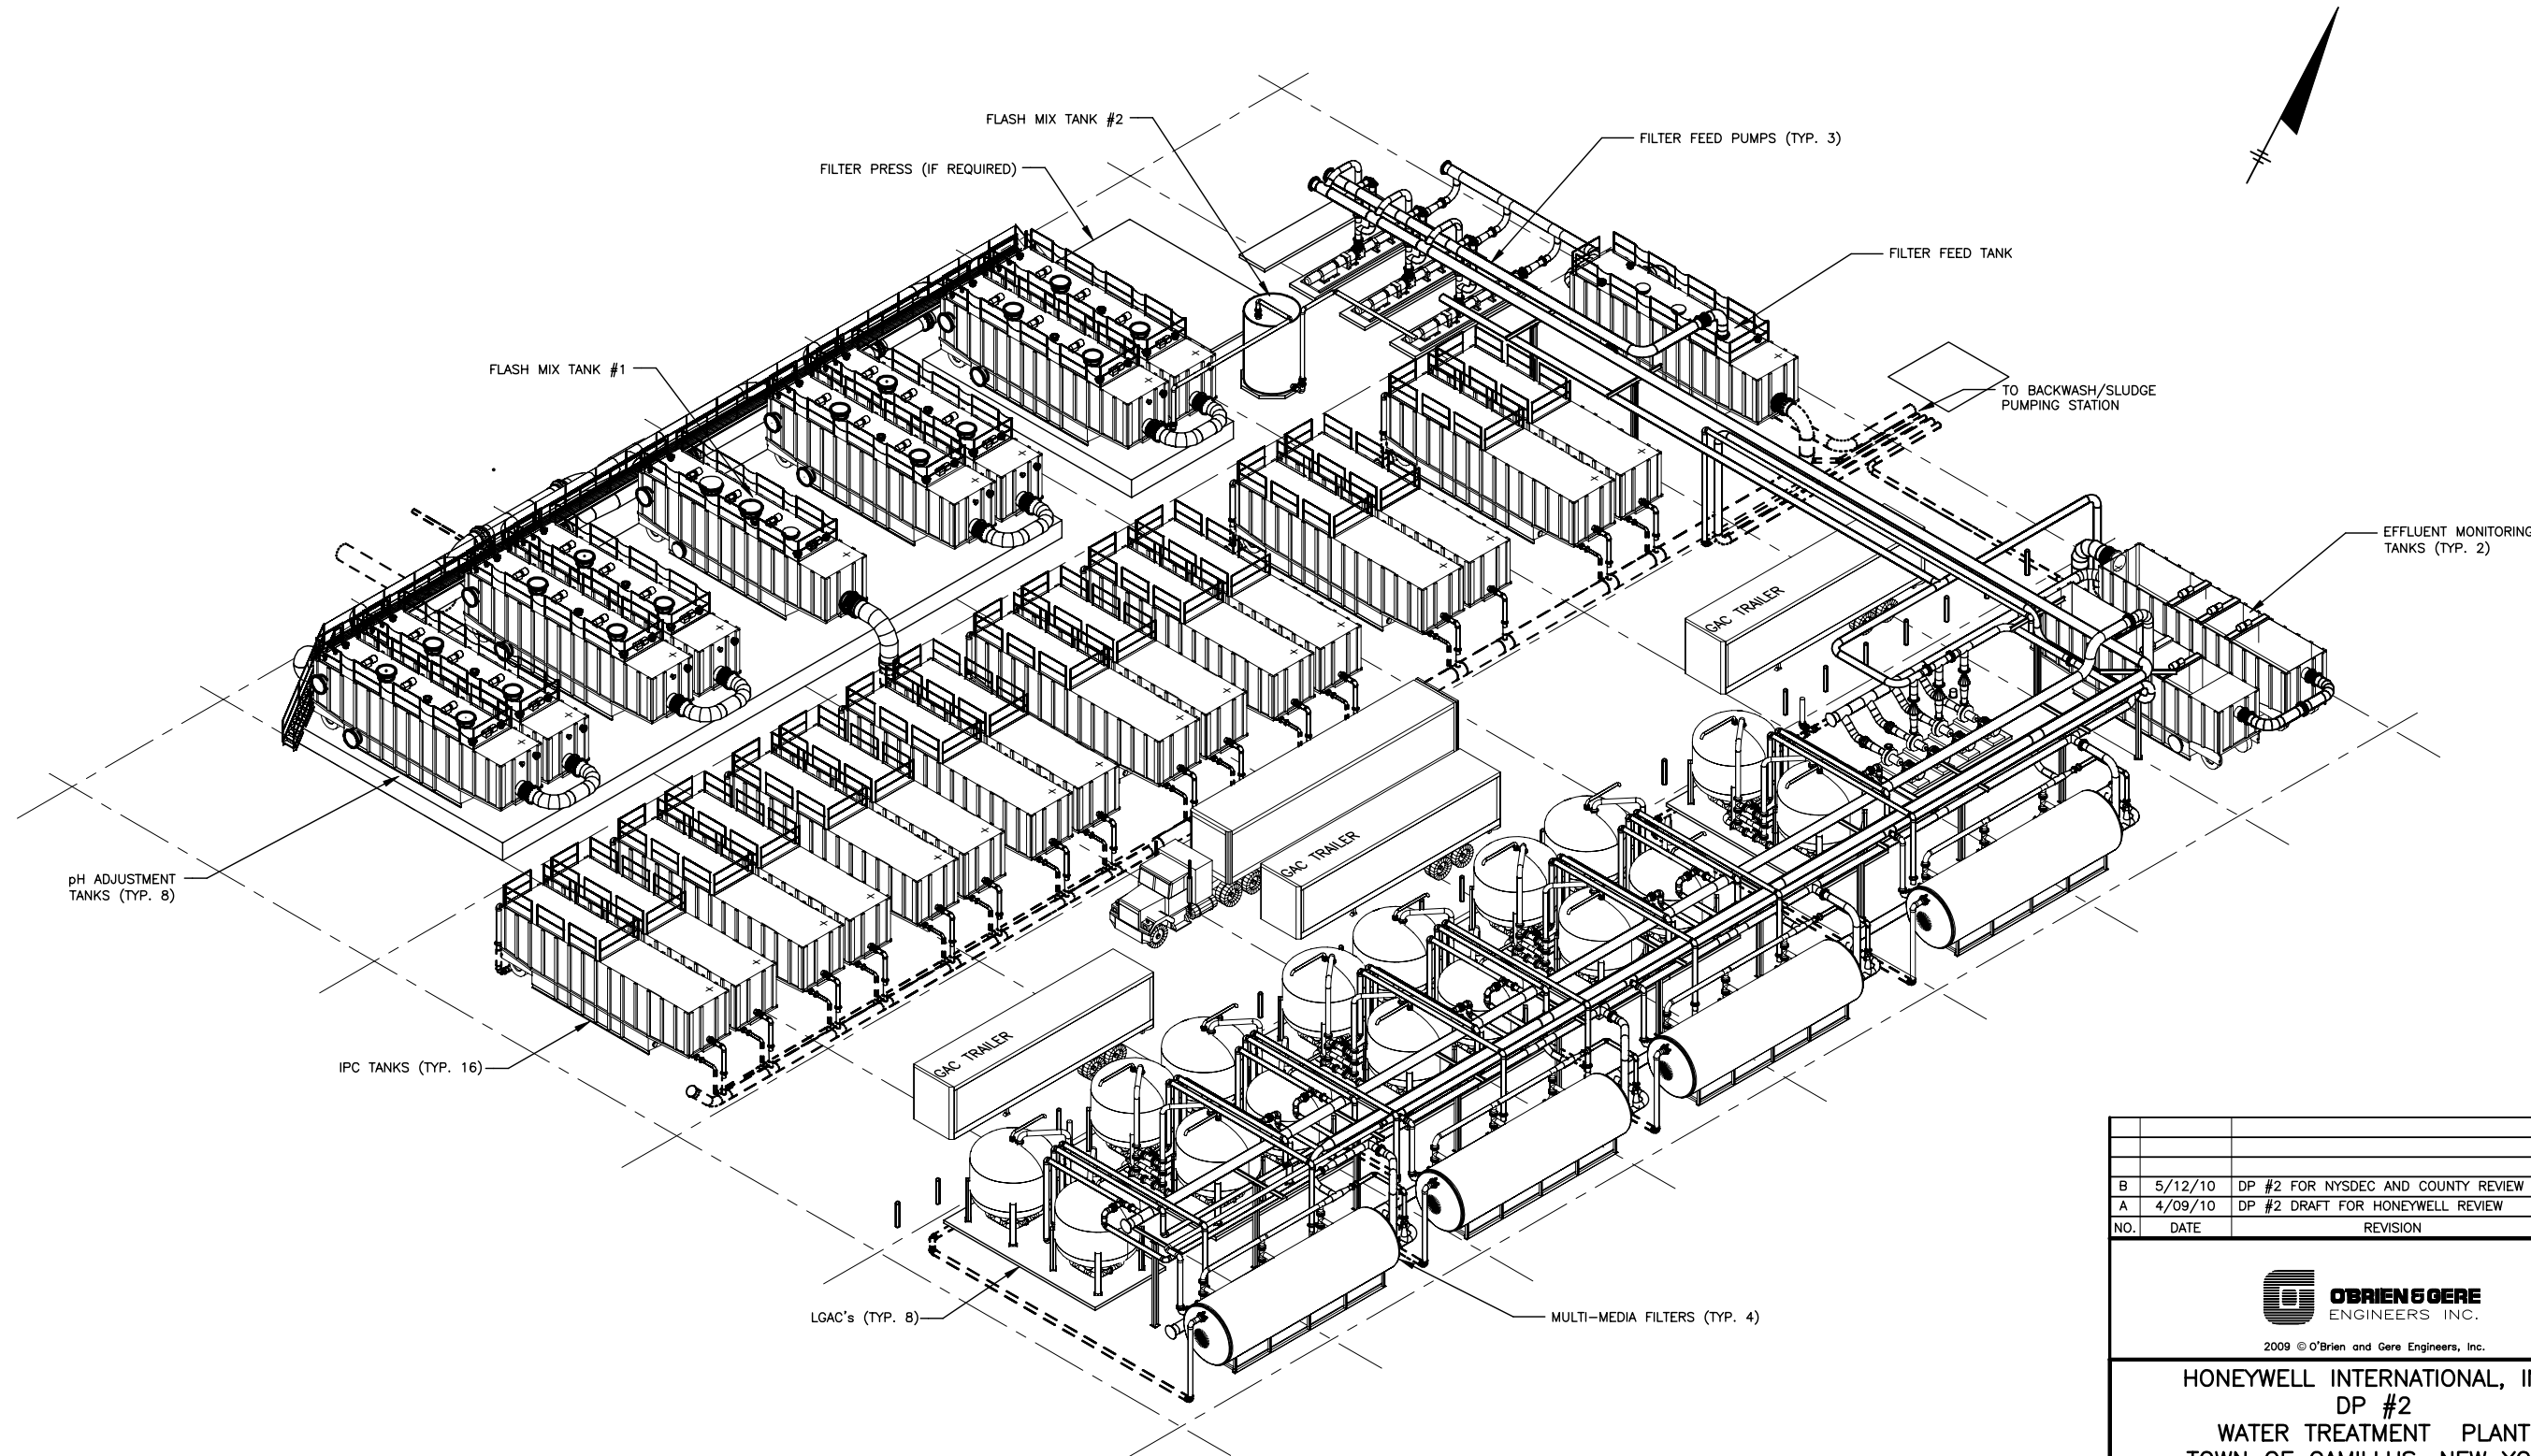 FLASH MIX TANK #2
FILTER FEED PUMPS (TYP. 3)
FILTER PRESS (IF REQUIRED)
FILTER FEED TANK
FLASH MIX TANK #1
TO BACKWASH/SLUDGE
PUMPING STATION
EFFLUENT MONITORING
TANKS (TYP. 2)
GAC TRAILER
GAC TRAILER
pH ADJUSTMENT
TANKS (TYP. 8)
IPC TANKS (TYP. 16)
GAC TRAILER
LGAC's (TYP. 8)
MULTI-MEDIA FILTERS (TYP. 4)
B 5/12/10 DP #2 FOR NYSDEC AND COUNTY REVIEW
A 4/09/10 DP #2 DRAFT FOR HONEYWELL REVIEW
NO. DATE REVISION
O'BRIEN & GERE
ENGINEERS INC.
2009 © O'Brien and Gere Engineers, Inc.
HONEYWELL INTERNATIONAL,
DP #2
WATER TREATMENT PLANT
TOWN OF CAMILLUS, NEW